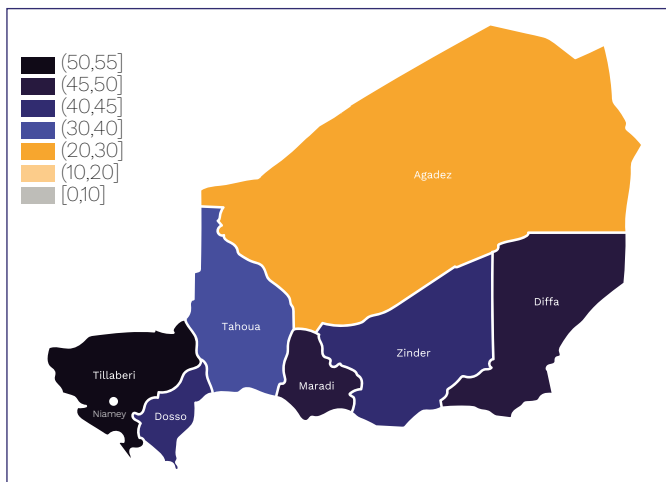 (50,55]
(45,50]
(40,45]
(30,40]
(20,30]
(10,20]
[0,10]
Agadez
Diffa
Tahoua
Zinder
Tillaberi
Maradi
Niamey
Dosso